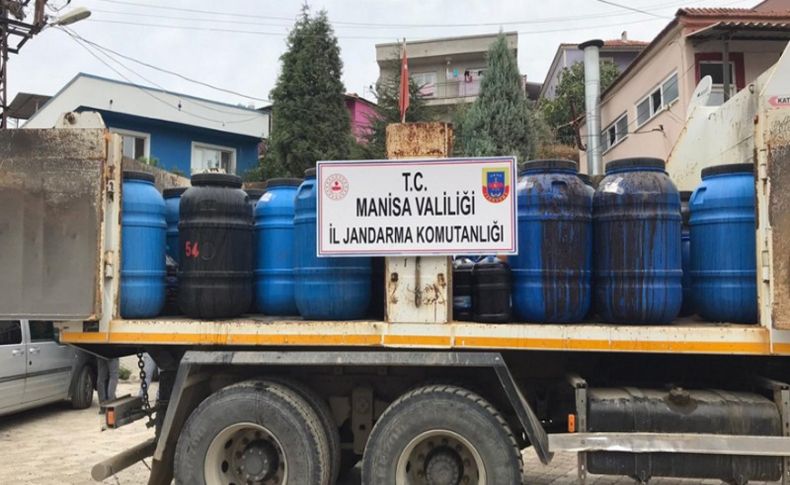 T.C.
MANİSA VALİLİĞİ
İL JANDARMA KOMUTANLIĞI
54